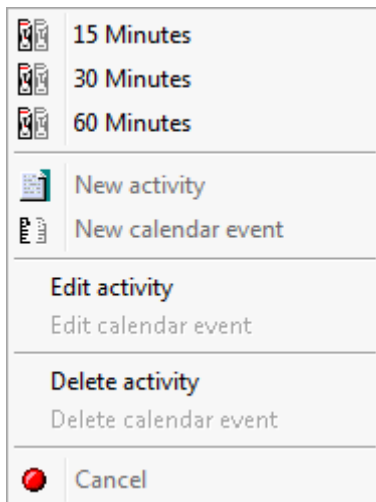 15 Minutes
30 Minutes
60 Minutes
New activity
New calendar event
Edit activity
Edit calendar event
Delete activity
Delete calendar event
Cancel